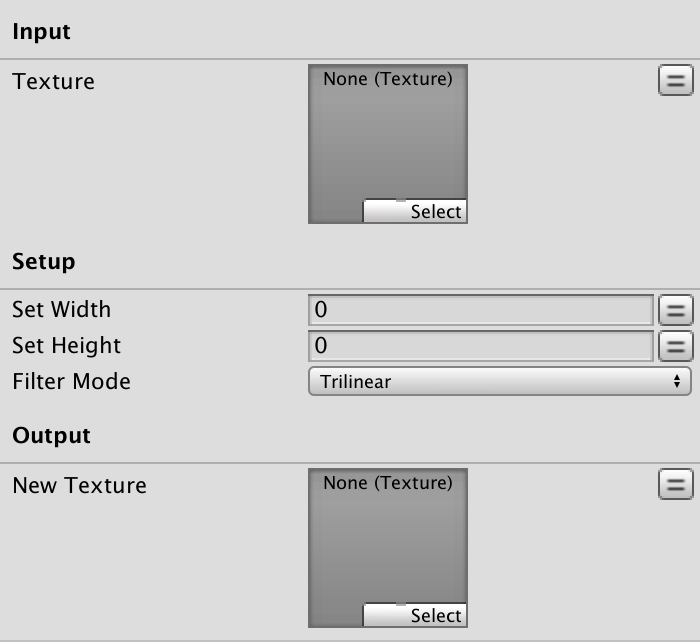 Input
Texture
None (Texture)
Select
Setup
Set Width 0
Set Height 0
Filter Mode Trilinear
Output
New Texture
None (Texture)
Select